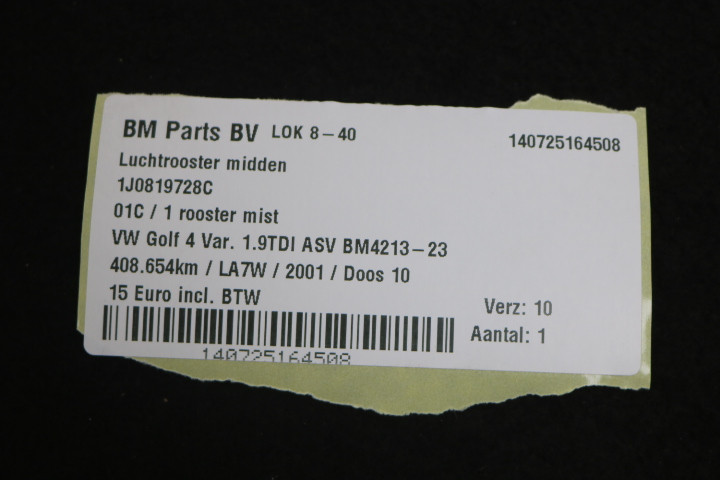 BM Parts BV LOK 8-40
140725164508
Luchtrooster midden
1J0819728C
01C / 1 rooster mist
VW Golf 4 Var. 1.9TDI ASV BM4213-23
408.654km / LA7W / 2001 / Doos 10
15 Euro incl. BTW
Verz: 10
Aantal: 1
140725164508